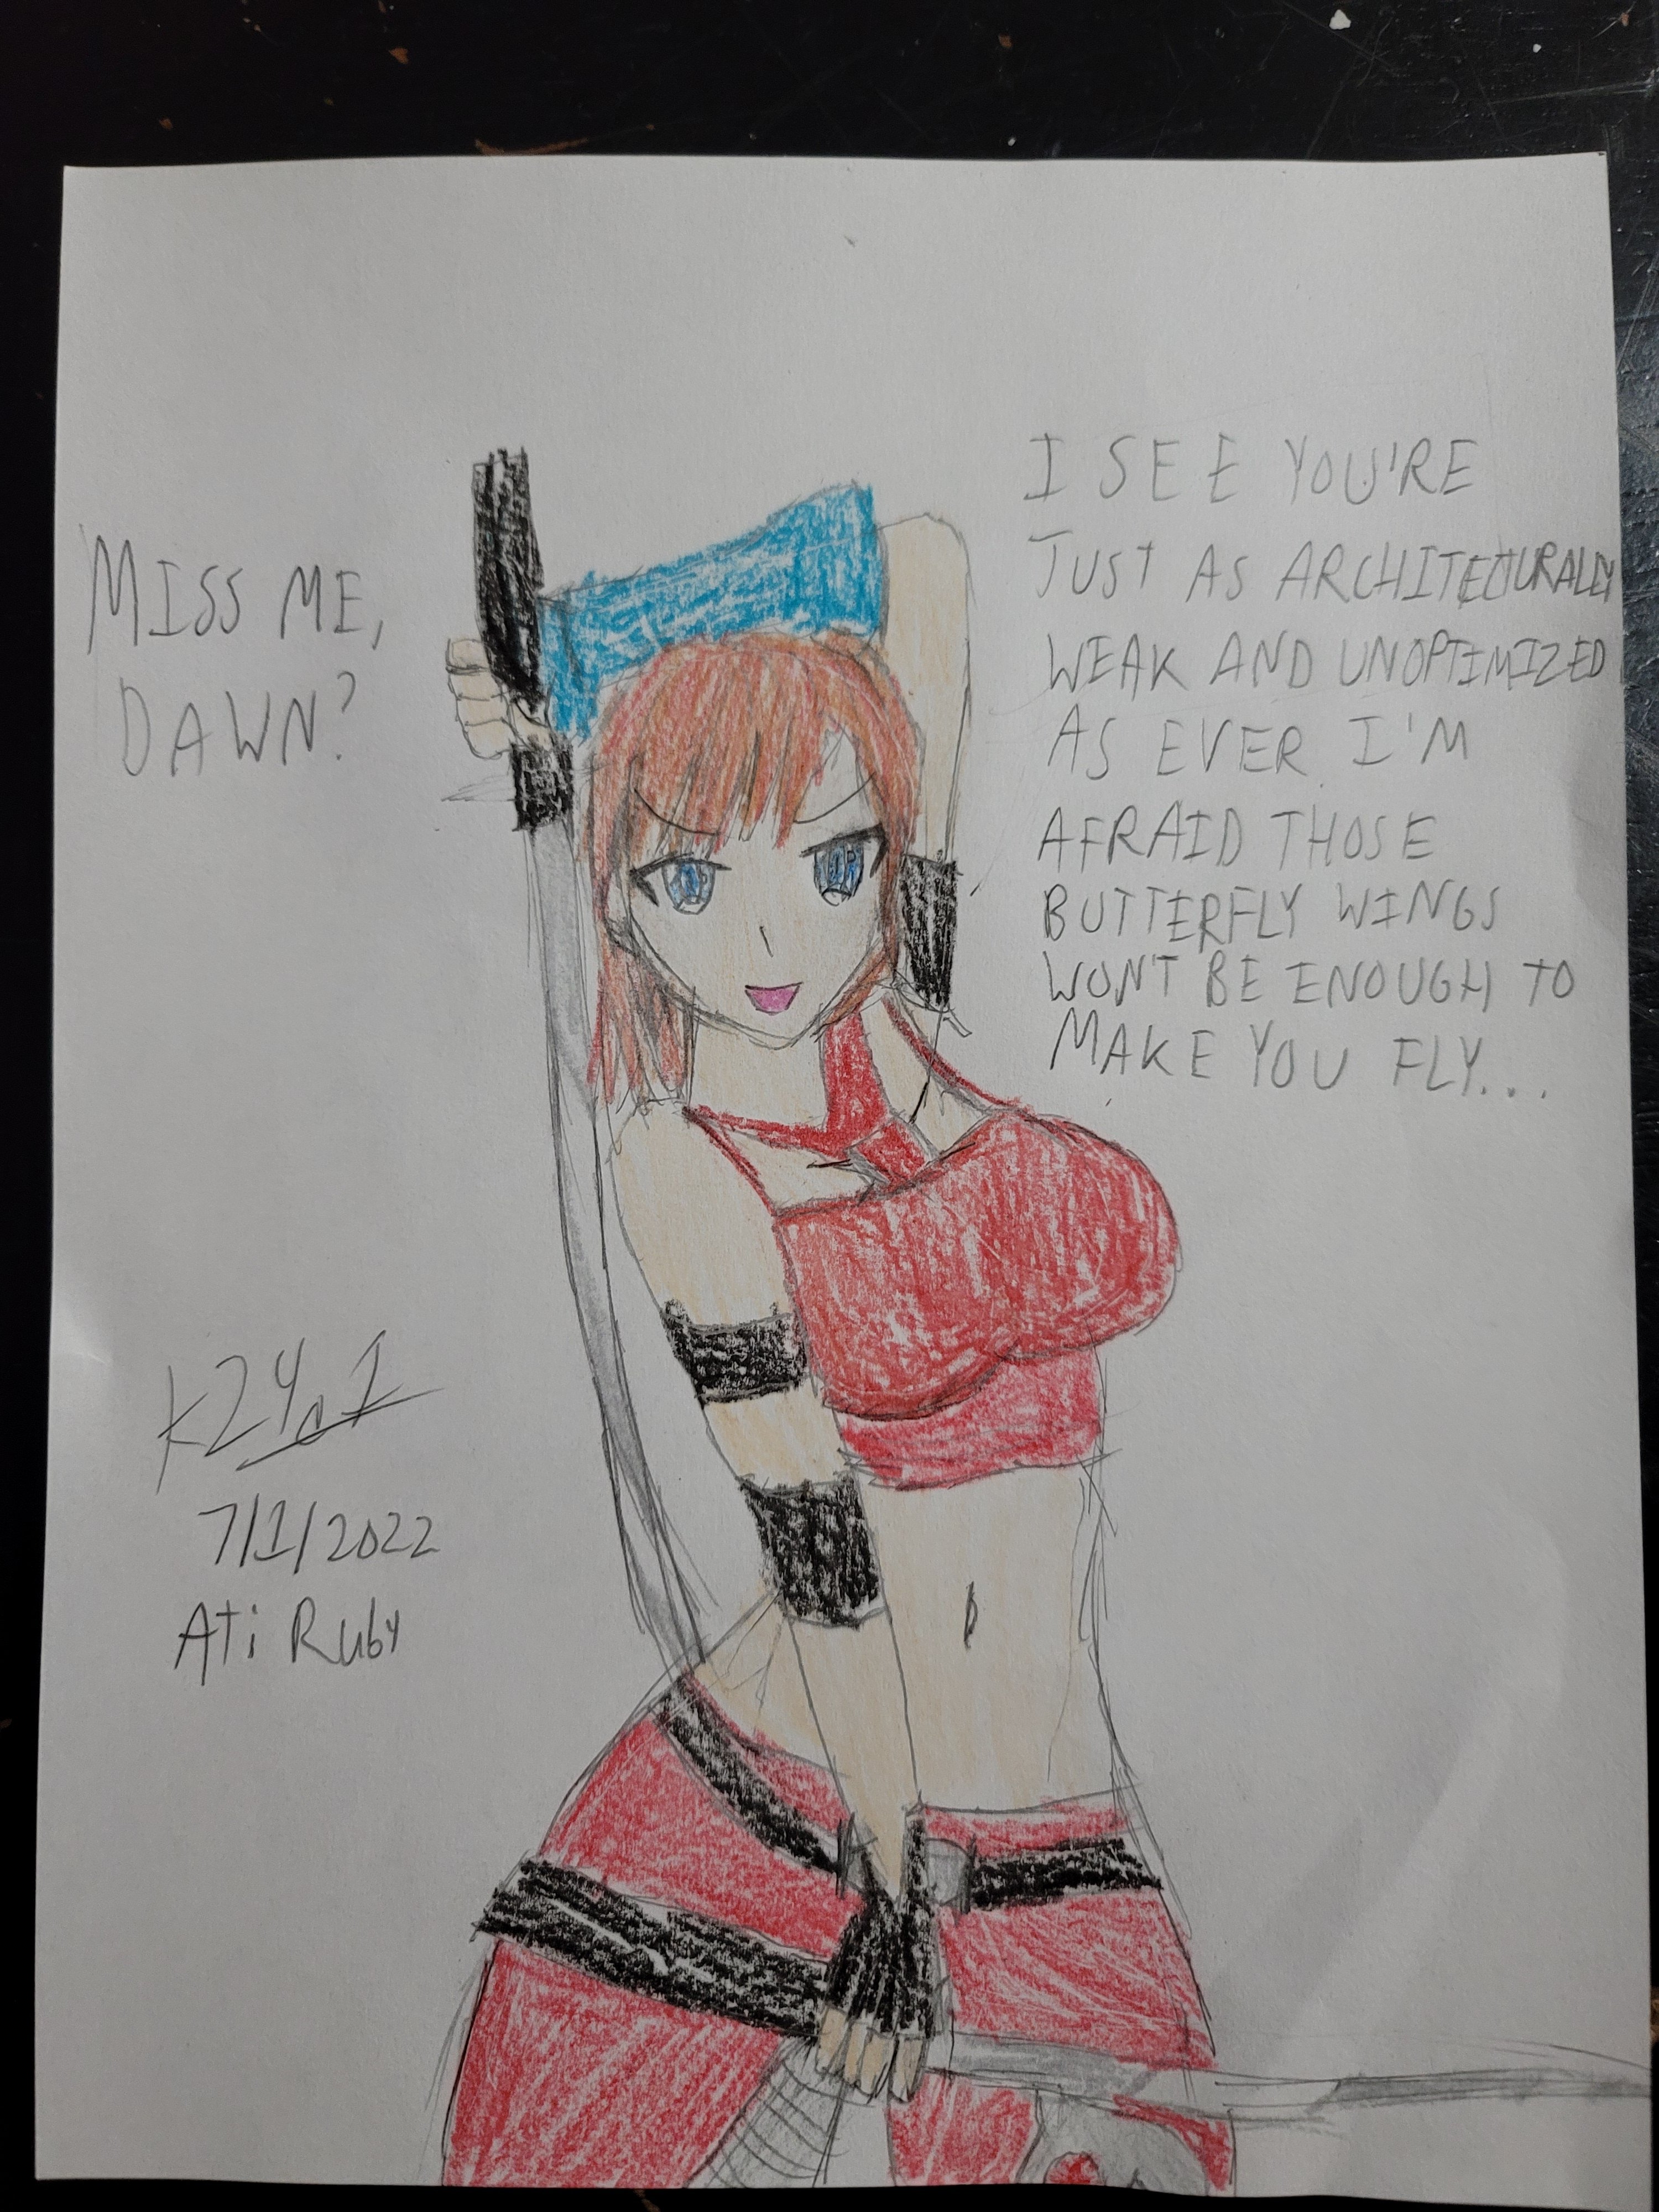 MISS ME,
DAWN?
I SEE YOU'RE
JUST AS ARCHITECTURALLY
WEAK AND UNOPTIMIZED
AS EVER. I'M
AFRAID THOSE
BUTTERFLY WINGS
WON'T BE ENOUGH TO
MAKE YOU FLY...
7/1/2022
Ati Ruby